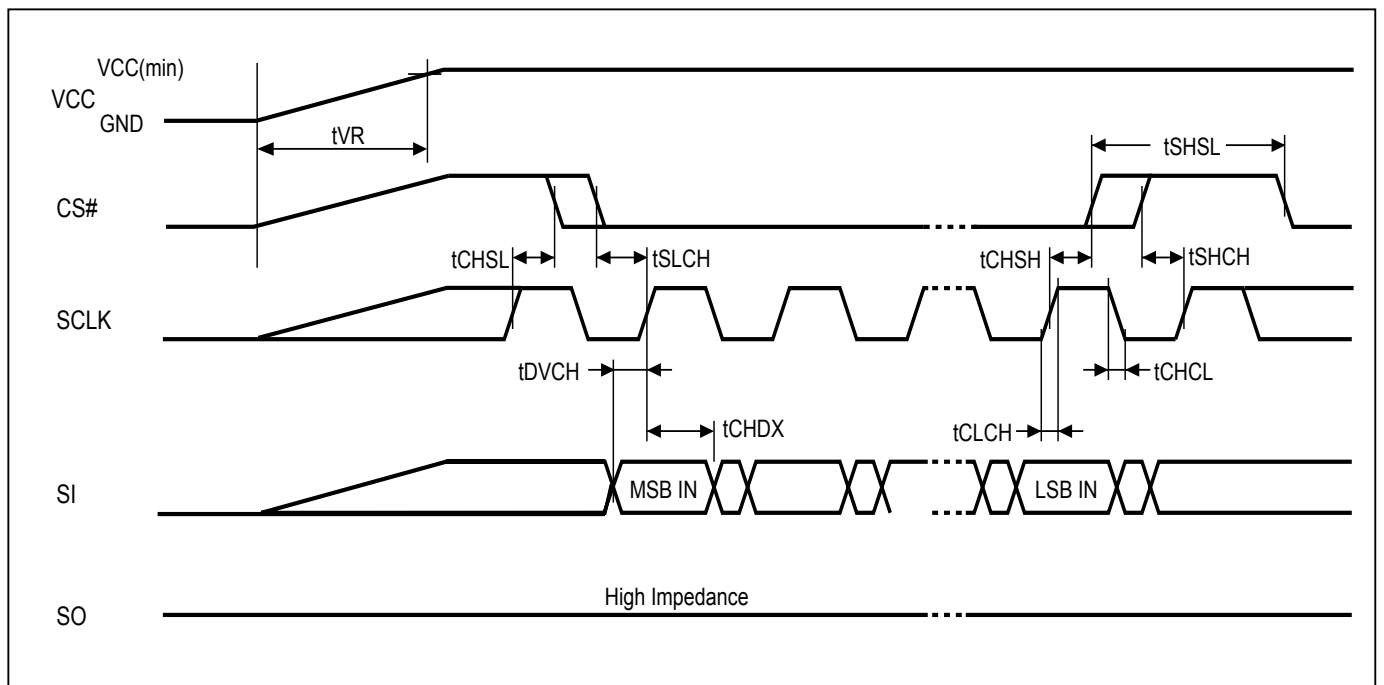 VCC(min)
VCC
GND
tVR
tSHSL
CS#
tCHSL
tSLCH
tCHSH
tSHCH
SCLK
tDVCH
tCHCL
tCHDX
tCLCH
SI
MSB IN
LSB IN
High Impedance
SO